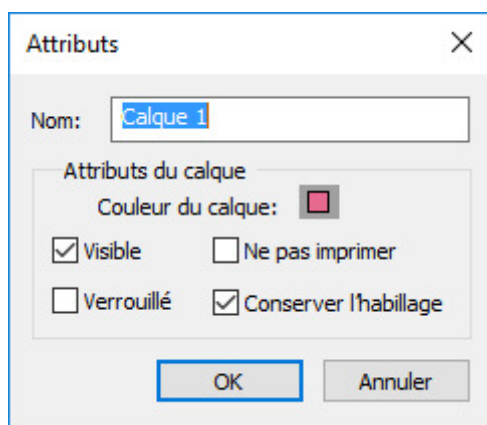 Attributs
Nom: Calque 1
Attributs du calque
Couleur du calque:
Visible Ne pas imprimer
Verrouillé Conserver l'habillage
OK Annuler